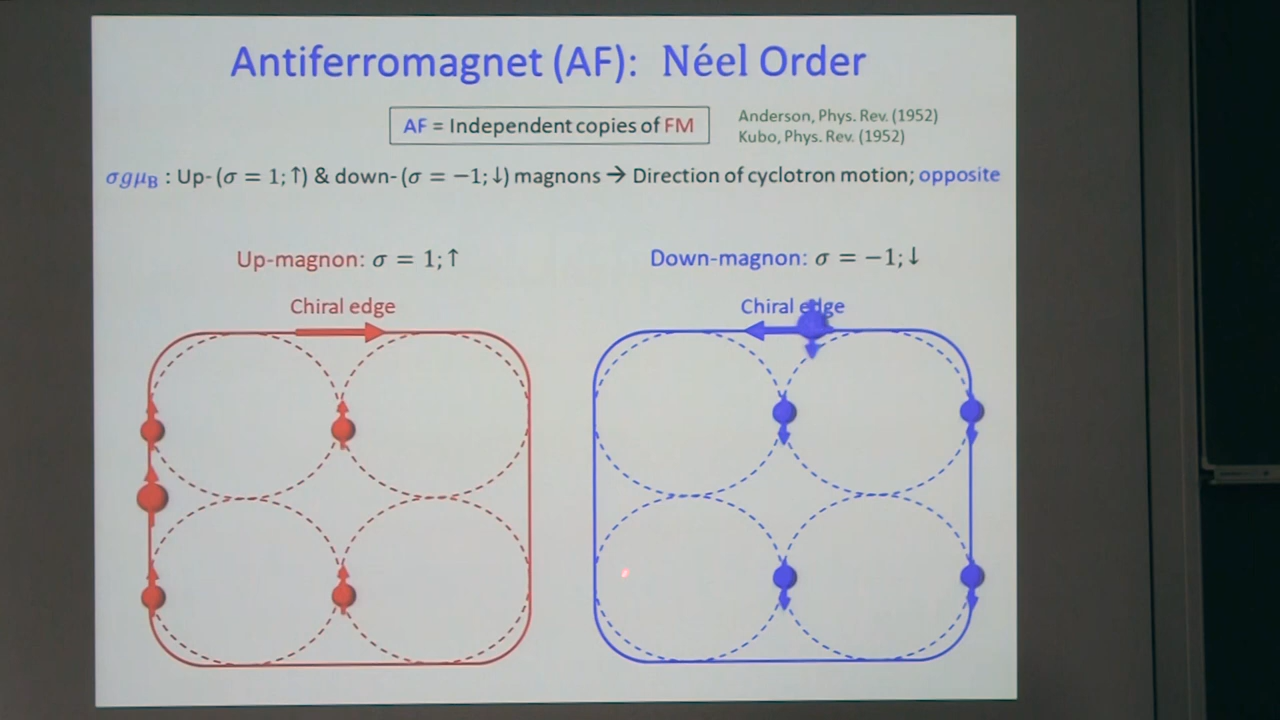 Antiferromagnet (AF): Néel Order
AF = Independent copies of FM
Anderson, Phys. Rev. (1952)
Kubo, Phys. Rev. (1952)
σgμB : Up- (σ = 1; ↑) & down- (σ = −1; ↓) magnons → Direction of cyclotron motion; opposite
Up-magnon: σ = 1; ↑
Down-magnon: σ = −1; ↓
Chiral edge
Chiral edge